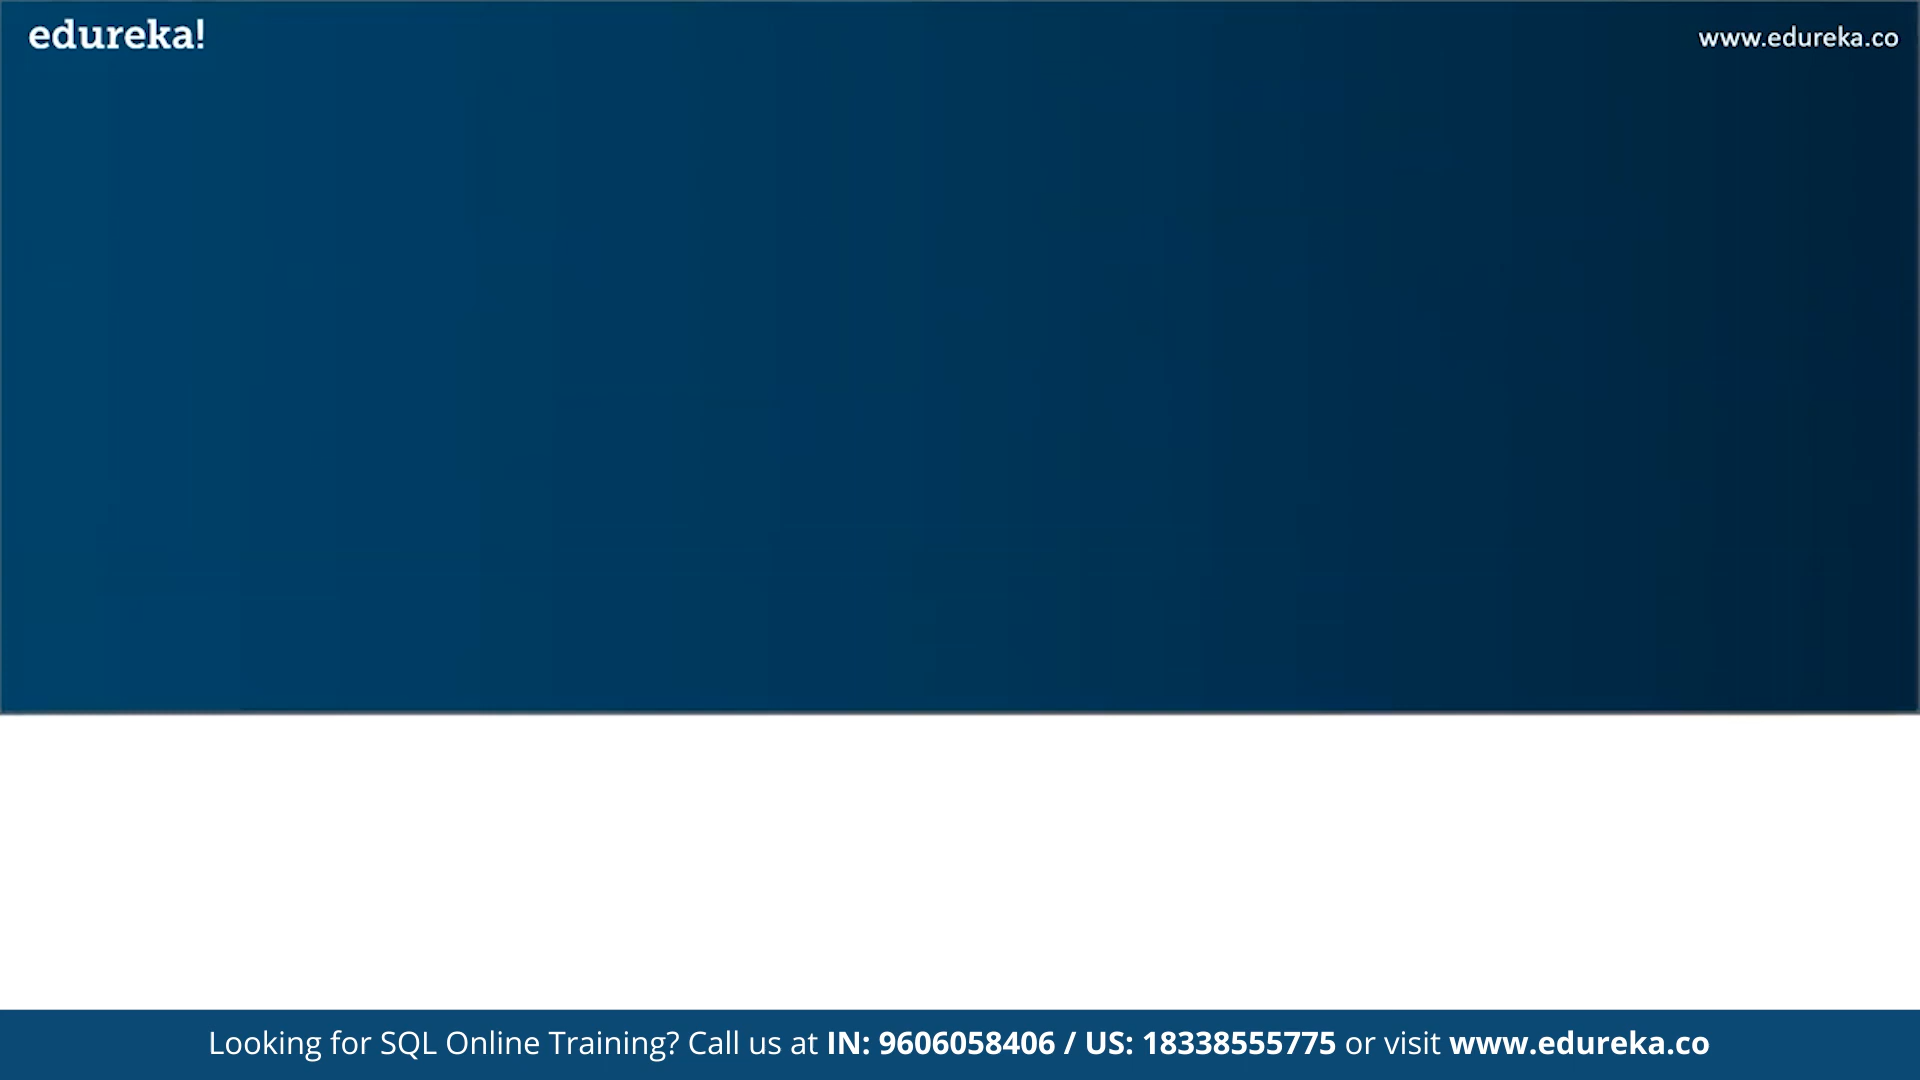 edureka!
www.edureka.co
Looking for SQL Online Training? Call us at IN: 9606058406 / US: 18338555775 or visit www.edureka.co